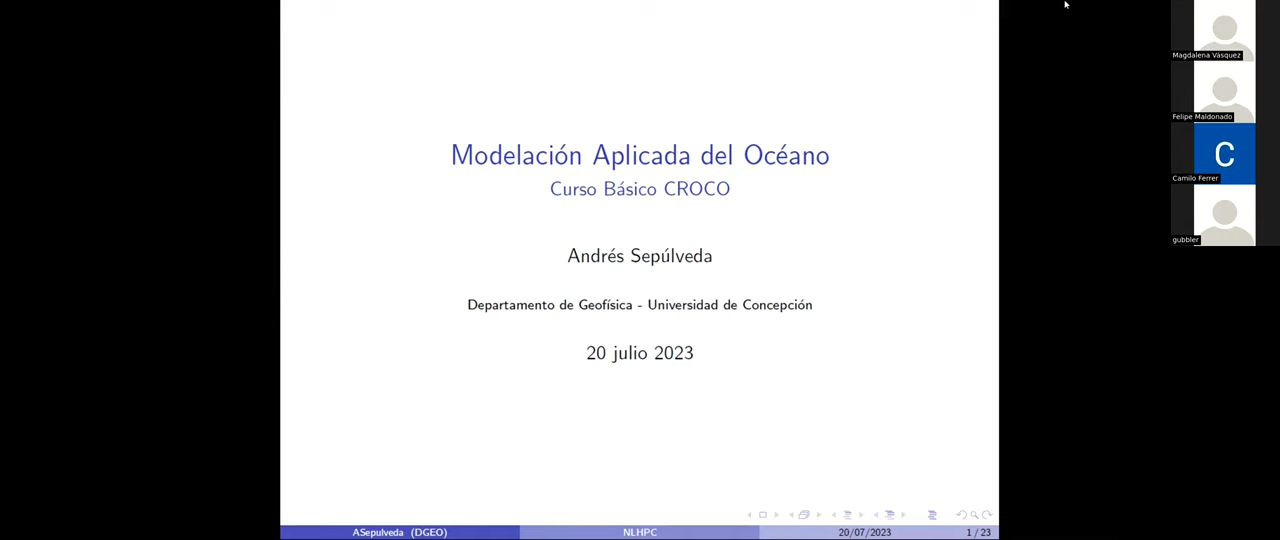 Modelación Aplicada del Océano
Curso Básico CROCO
Andrés Sepúlveda
Departamento de Geofísica - Universidad de Concepción
20 julio 2023
ASepulveda (DGEO)
NLHPC
20/07/2023
1 / 23
Magdalena Vásquez
Felipe Maldonado
C
Camilo Ferrer
gubbler